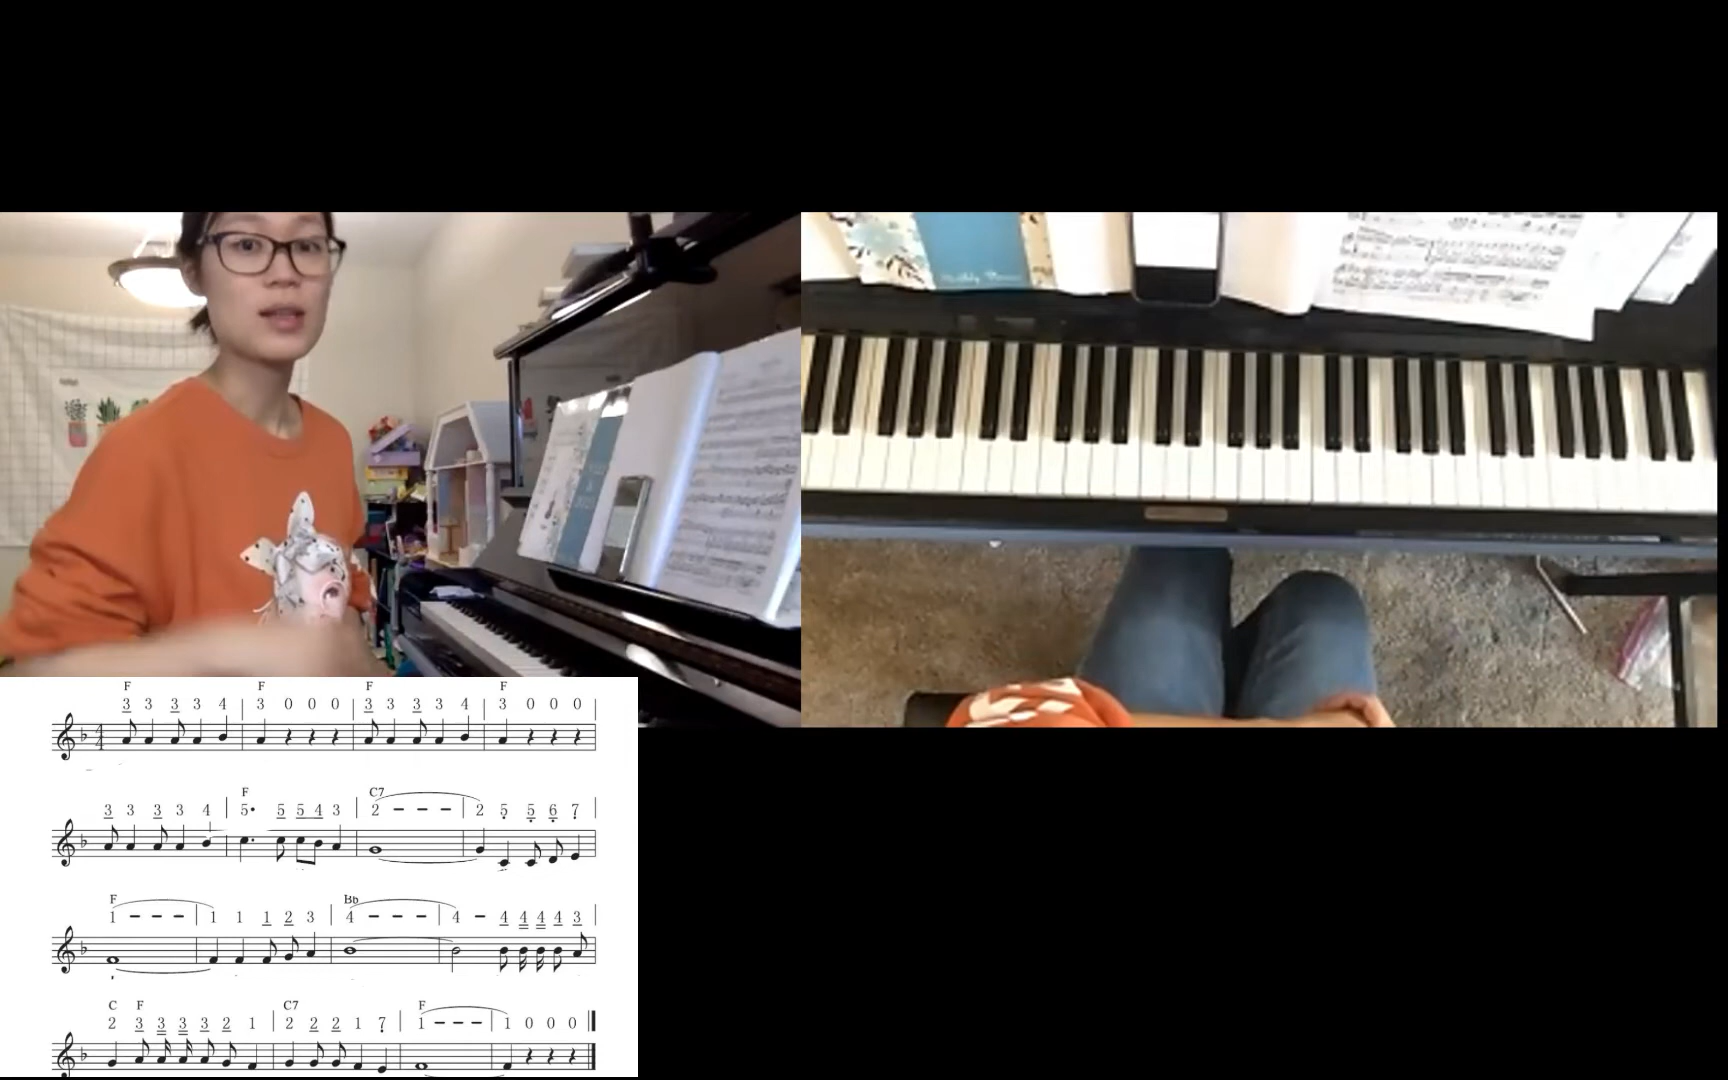 F F F F
3 3 3 3 4 | 3 0 0 0 | 3 3 3 3 4 | 3 0 0 0 |
4
4
F C7
3 3 3 3 4 | 5• 5 5 4 3 | 2 - - - | 2 5 5 6 7 |
F Bb
1 - - - | 1 1 1 2 3 | 4 - - - | 4 - 4 4 4 4 3 |
C F C7 F
2 3 3 3 3 2 1 | 2 2 2 1 7 | 1 - - - | 1 0 0 0